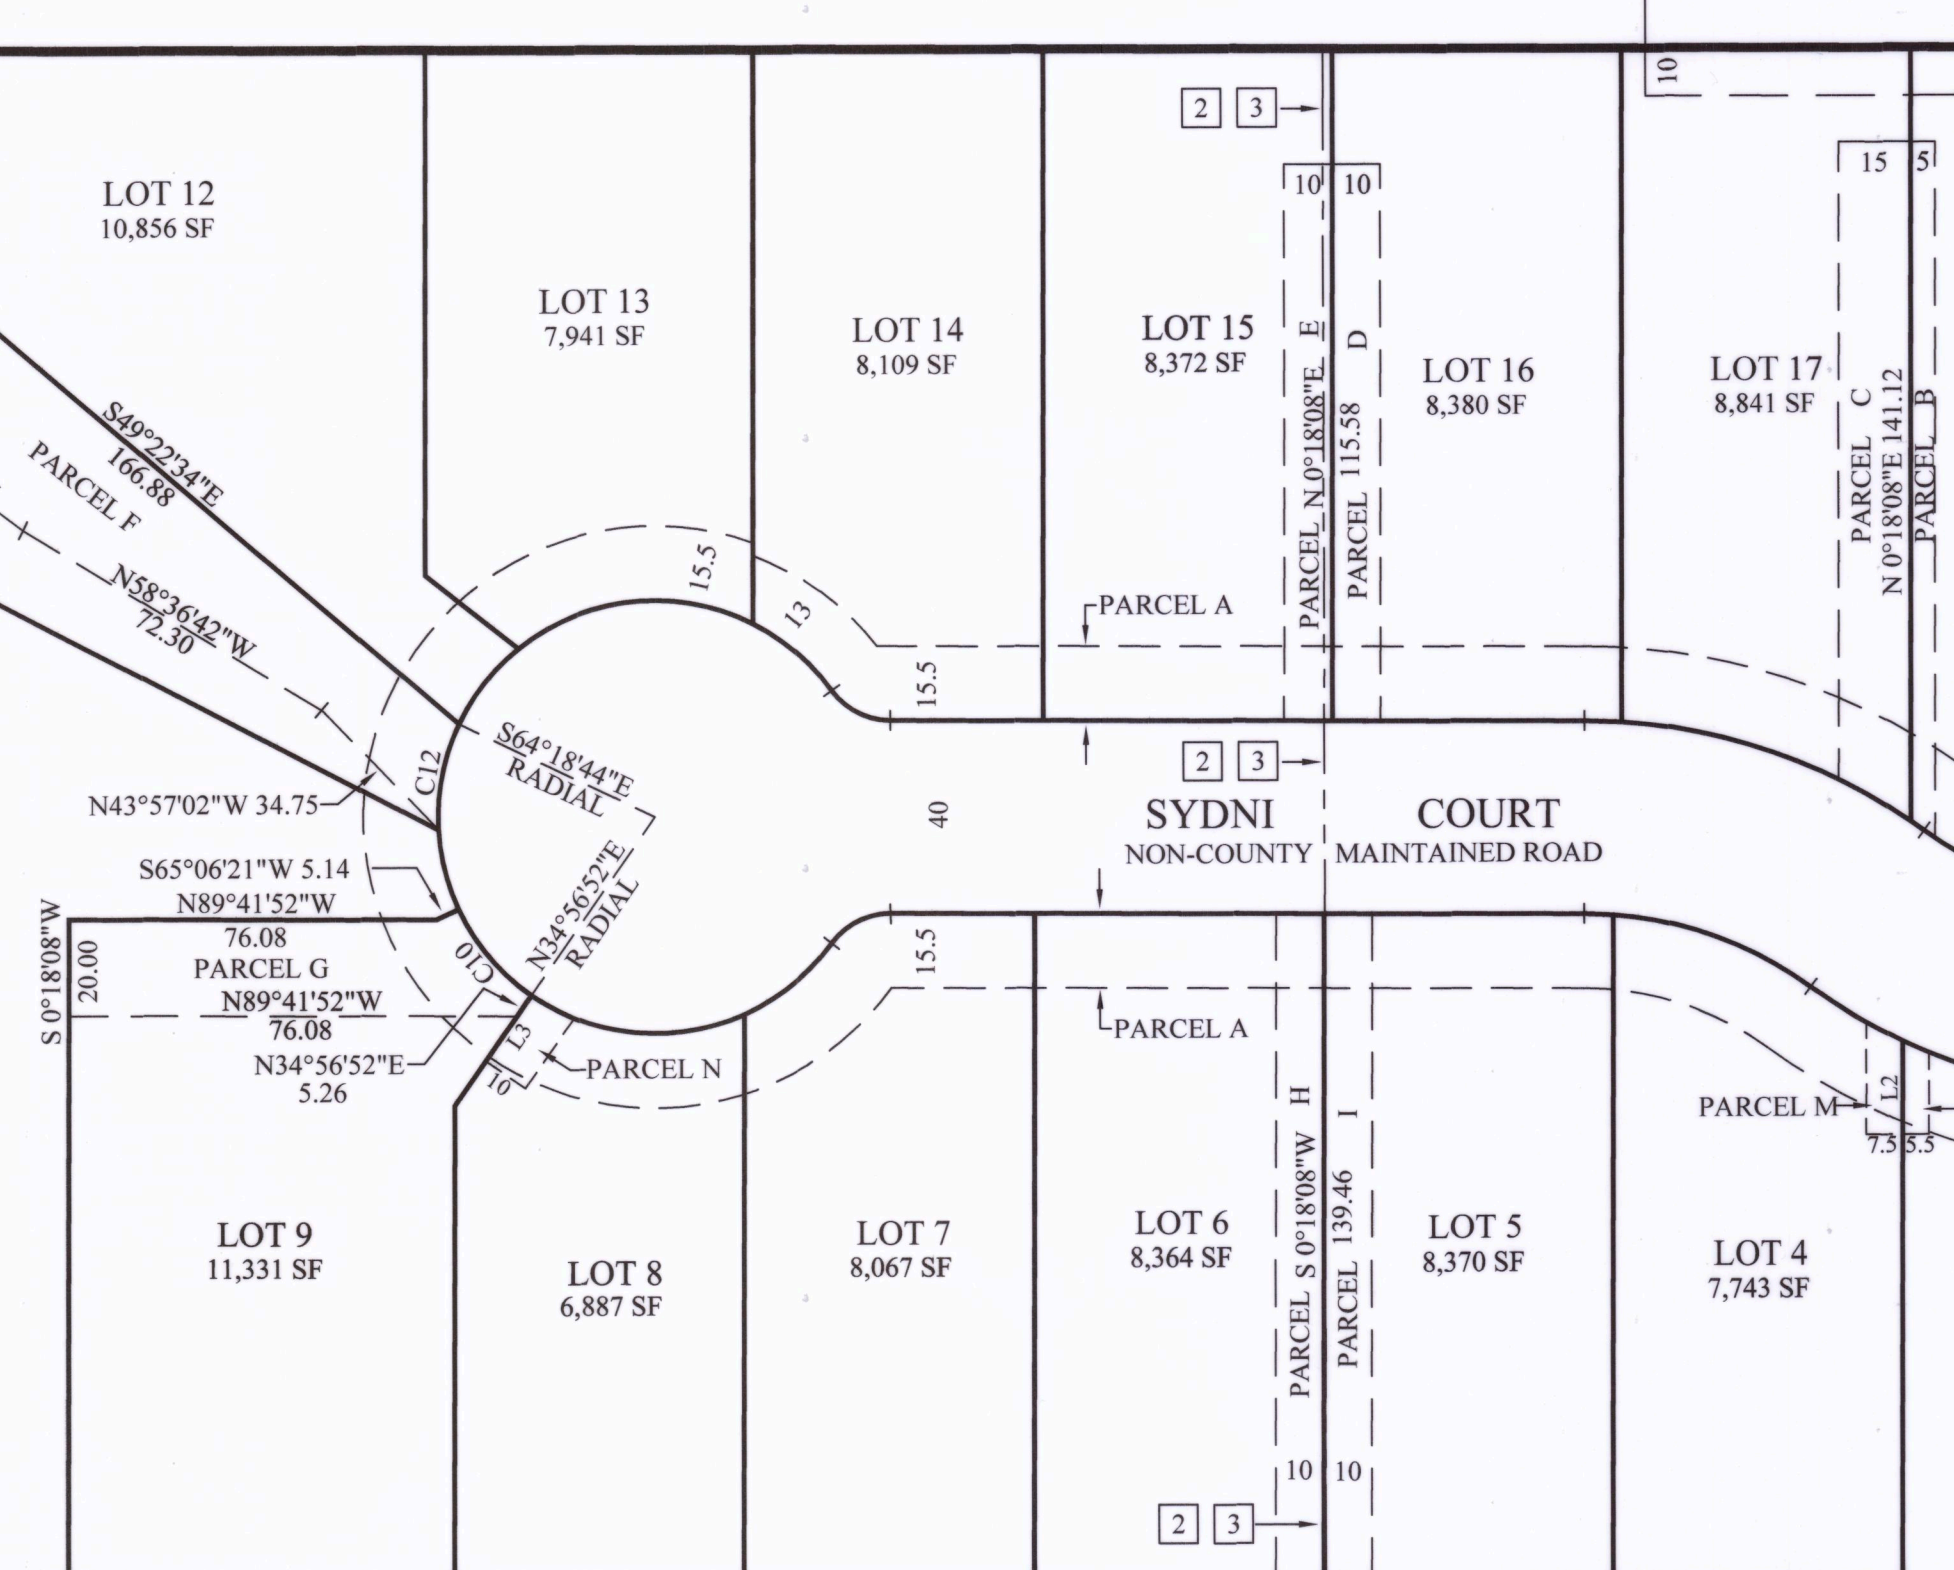 10
2 3
15 5
10 10
LOT 12
10,856 SF
LOT 13
7,941 SF
LOT 14
8,109 SF
LOT 15
8,372 SF
LOT 16
8,380 SF
LOT 17
8,841 SF
PARCEL E
N 0°18'08"E
115.58
PARCEL D
PARCEL C
N 0°18'08"E 141.12
PARCEL B
S49°22'34"E
166.88
PARCEL F
N58°36'42"W
72.30
15.5
13
PARCEL A
15.5
C12
S64°18'44"E
RADIAL
N43°57'02"W 34.75
2 3
40
SYDNI COURT
NON-COUNTY MAINTAINED ROAD
S65°06'21"W 5.14
N89°41'52"W
76.08
PARCEL G
N89°41'52"W
76.08
S 0°18'08"W
20.00
C10
N34°56'52"E
RADIAL
15.5
N34°56'52"E
5.26
L3
10
PARCEL N
PARCEL A
PARCEL M
L2
7.5 5.5
LOT 9
11,331 SF
LOT 8
6,887 SF
LOT 7
8,067 SF
LOT 6
8,364 SF
LOT 5
8,370 SF
LOT 4
7,743 SF
PARCEL H
S 0°18'08"W
139.46
PARCEL I
10 10
2 3